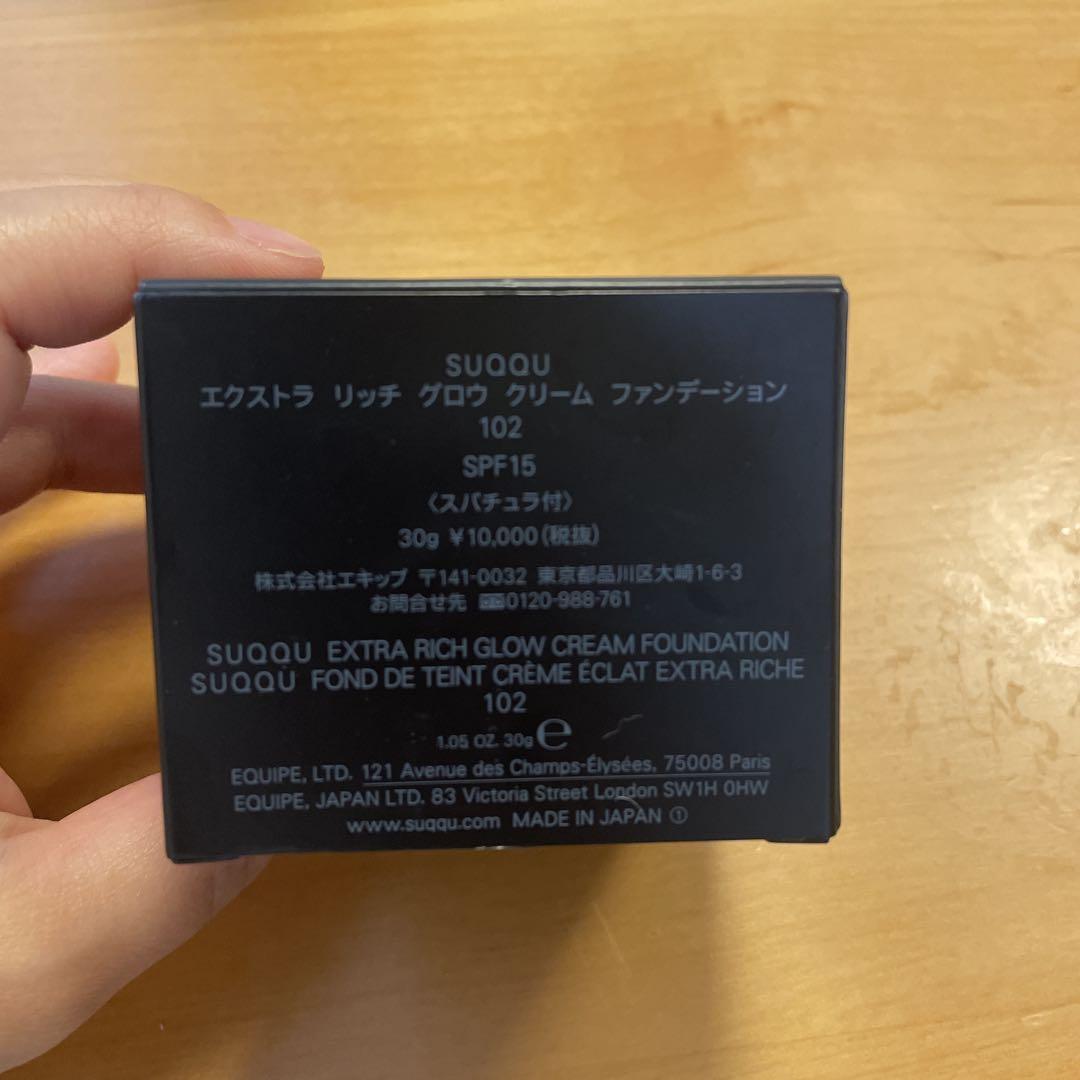 SUQQU
エクストラ リッチ グロウ クリーム ファンデーション
102
SPF15
〈スパチュラ付〉
30g ¥10,000(税抜)
株式会社エキップ 〒141-0032 東京都品川区大崎1-6-3
お問合せ先 0120-988-761
SUQQU EXTRA RICH GLOW CREAM FOUNDATION
SUQQU FOND DE TEINT CRÈME ÉCLAT EXTRA RICHE
102
1.05 OZ. 30g ℮
EQUIPE, LTD. 121 Avenue des Champs-Élysées, 75008 Paris
EQUIPE, JAPAN LTD. 83 Victoria Street London SW1H 0HW
www.suqqu.com MADE IN JAPAN ①